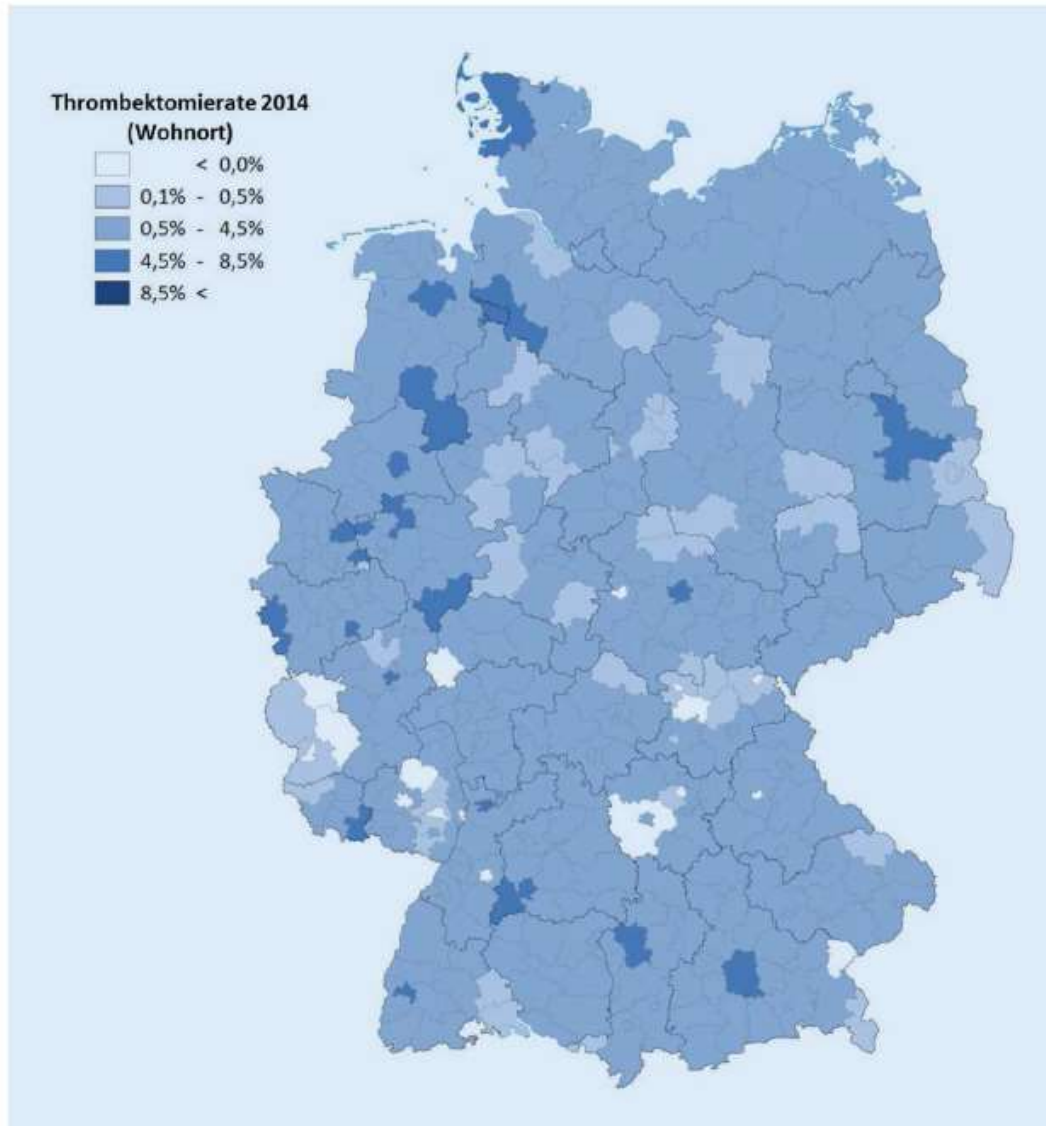 Thrombektomierate 2014
(Wohnort)
< 0,0%
0,1% - 0,5%
0,5% - 4,5%
4,5% - 8,5%
8,5% <